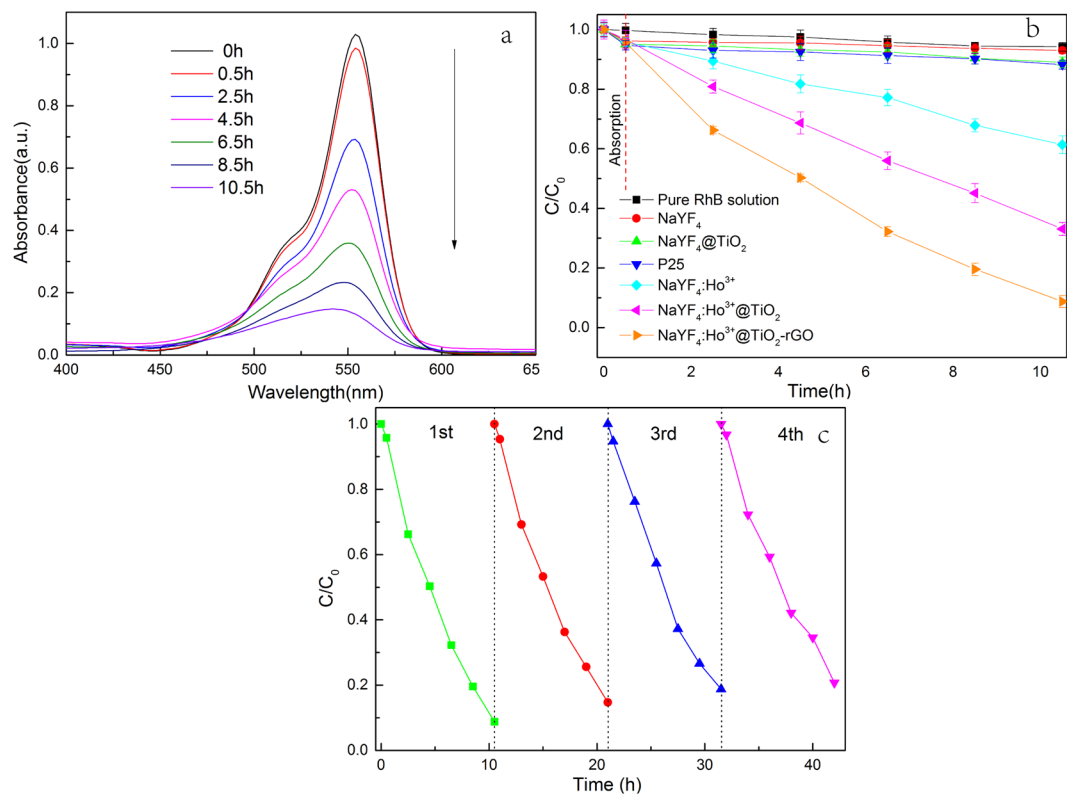 a
0h
0.5h
2.5h
4.5h
6.5h
8.5h
10.5h
Absorbance(a.u.)
1.0
0.8
0.6
0.4
0.2
0.0
400 450 500 550 600 65
Wavelength(nm)
b
Absorption
C/C₀
1.0
0.8
0.6
0.4
0.2
0.0
Pure RhB solution
NaYF₄
NaYF₄@TiO₂
P25
NaYF₄:Ho³⁺
NaYF₄:Ho³⁺@TiO₂
NaYF₄:Ho³⁺@TiO₂-rGO
0 2 4 6 8 10
Time(h)
1st 2nd 3rd 4th c
C/C₀
1.0
0.8
0.6
0.4
0.2
0.0
0 10 20 30 40
Time (h)